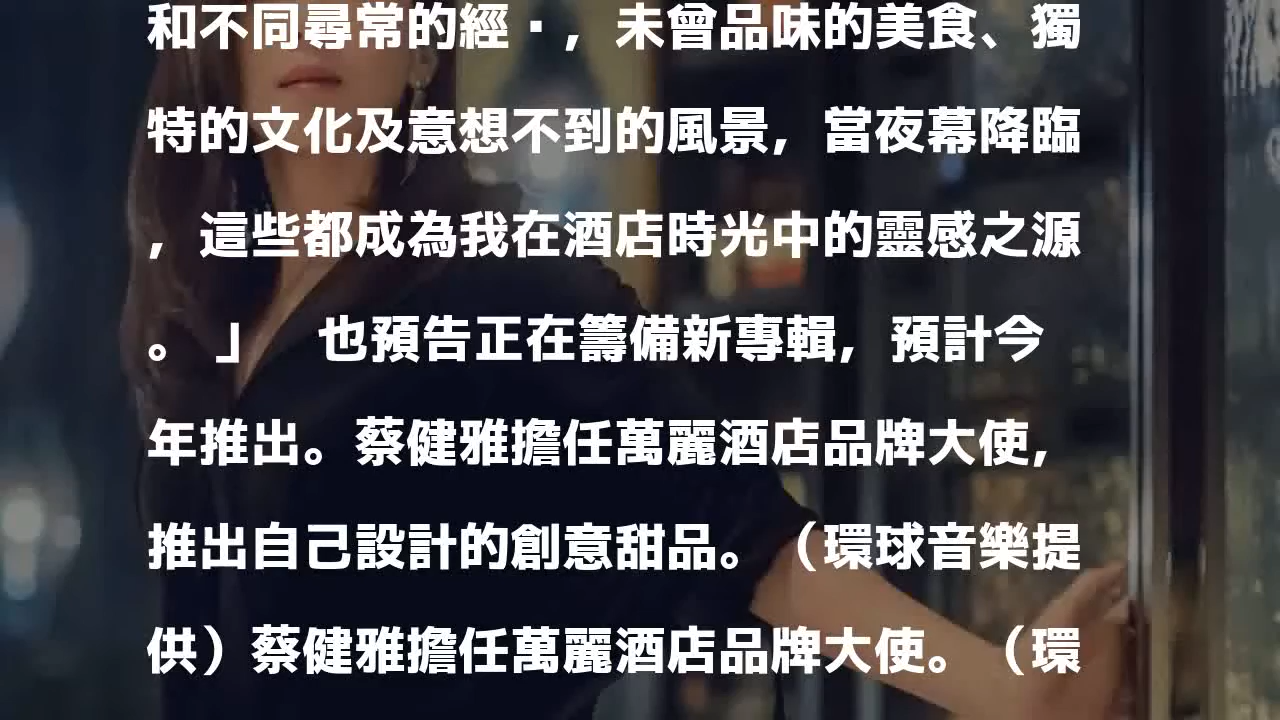 和不同尋常的經▪，未曾品味的美食、獨
特的文化及意想不到的風景，當夜幕降臨
，這些都成為我在酒店時光中的靈感之源
。」　也預告正在籌備新專輯，預計今
年推出。蔡健雅擔任萬麗酒店品牌大使，
推出自己設計的創意甜品。（環球音樂提
供）蔡健雅擔任萬麗酒店品牌大使。（環